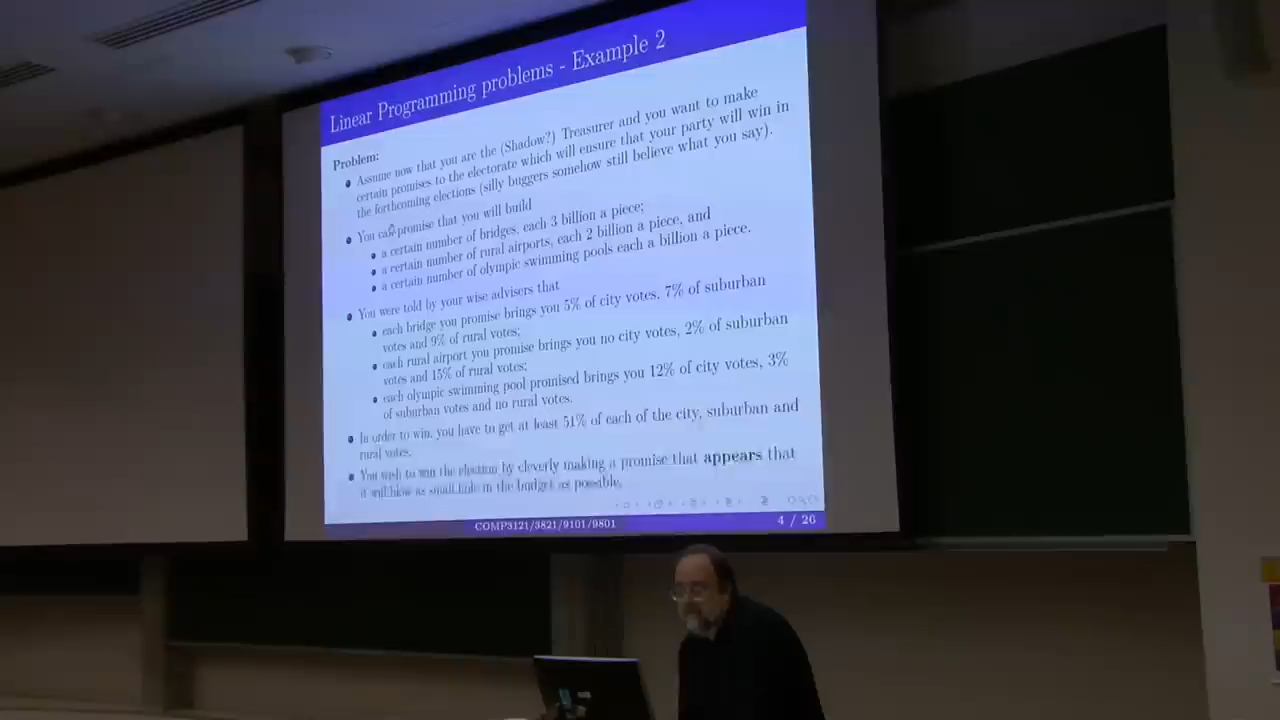 Linear Programming problems - Example 2
Problem:
Assume now that you are the (Shadow?) Treasurer and you want to make
certain promises to the electorate which will ensure that your party will win in
the forthcoming elections (silly buggers somehow still believe what you say).
You can promise that you will build
a certain number of bridges, each 3 billion a piece;
a certain number of rural airports, each 2 billion a piece, and
a certain number of olympic swimming pools each a billion a piece.
You were told by your wise advisers that
each bridge you promise brings you 5% of city votes, 7% of suburban
votes and 9% of rural votes;
each rural airport you promise brings you no city votes, 2% of suburban
votes and 15% of rural votes;
each olympic swimming pool promised brings you 12% of city votes, 3%
of suburban votes and no rural votes.
In order to win, you have to get at least 51% of each of the city, suburban and
rural votes.
You wish to win the election by cleverly making a promise that appears that
it will blow as small hole in the budget as possible.
COMP3121/3821/9101/9801
4 / 26